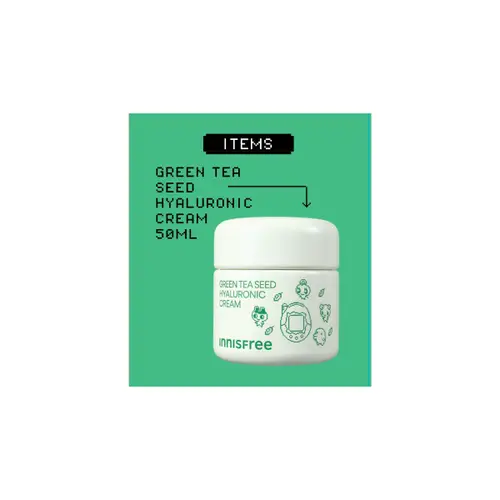 ITEMS
GREEN TEA
SEED
HYALURONIC
CREAM
50ML
GREEN TEA SEED
HYALURONIC
CREAM
innisfree